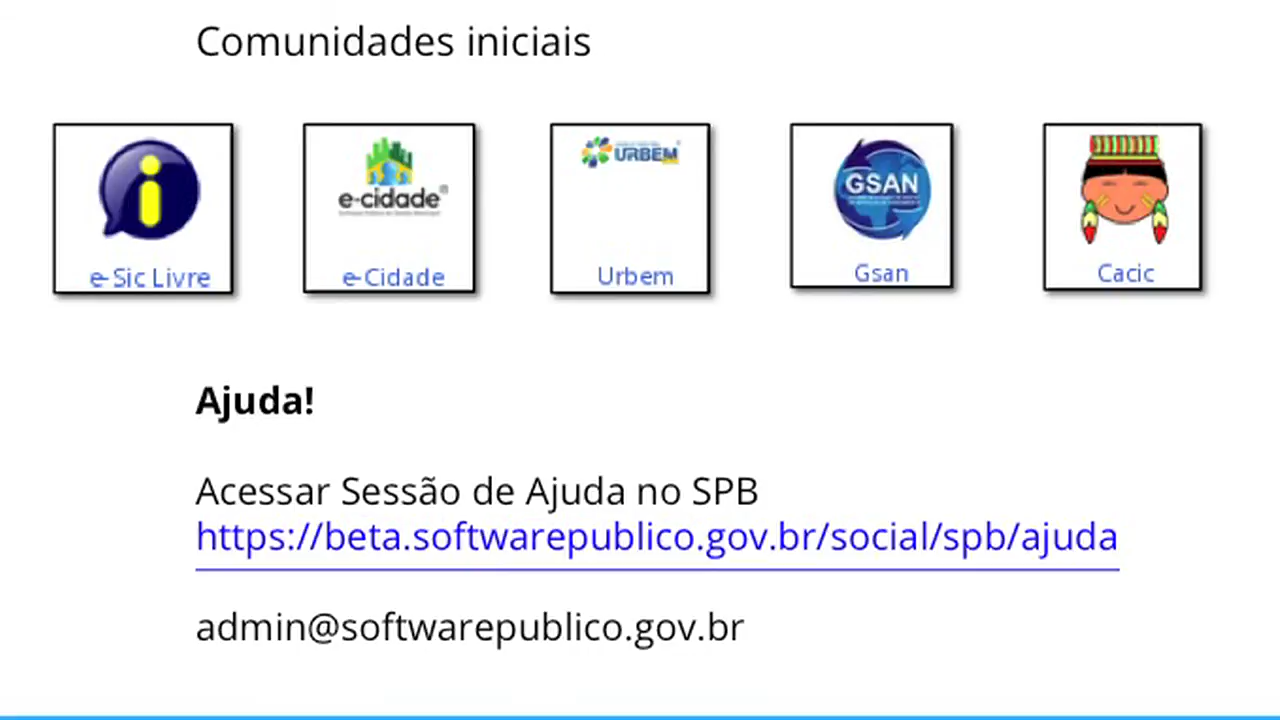 Comunidades iniciais
e-cidade®
URBEM
GSAN
e-Sic Livre
e-Cidade
Urbem
Gsan
Cacic
Ajuda!
Acessar Sessão de Ajuda no SPB
https://beta.softwarepublico.gov.br/social/spb/ajuda
admin@softwarepublico.gov.br